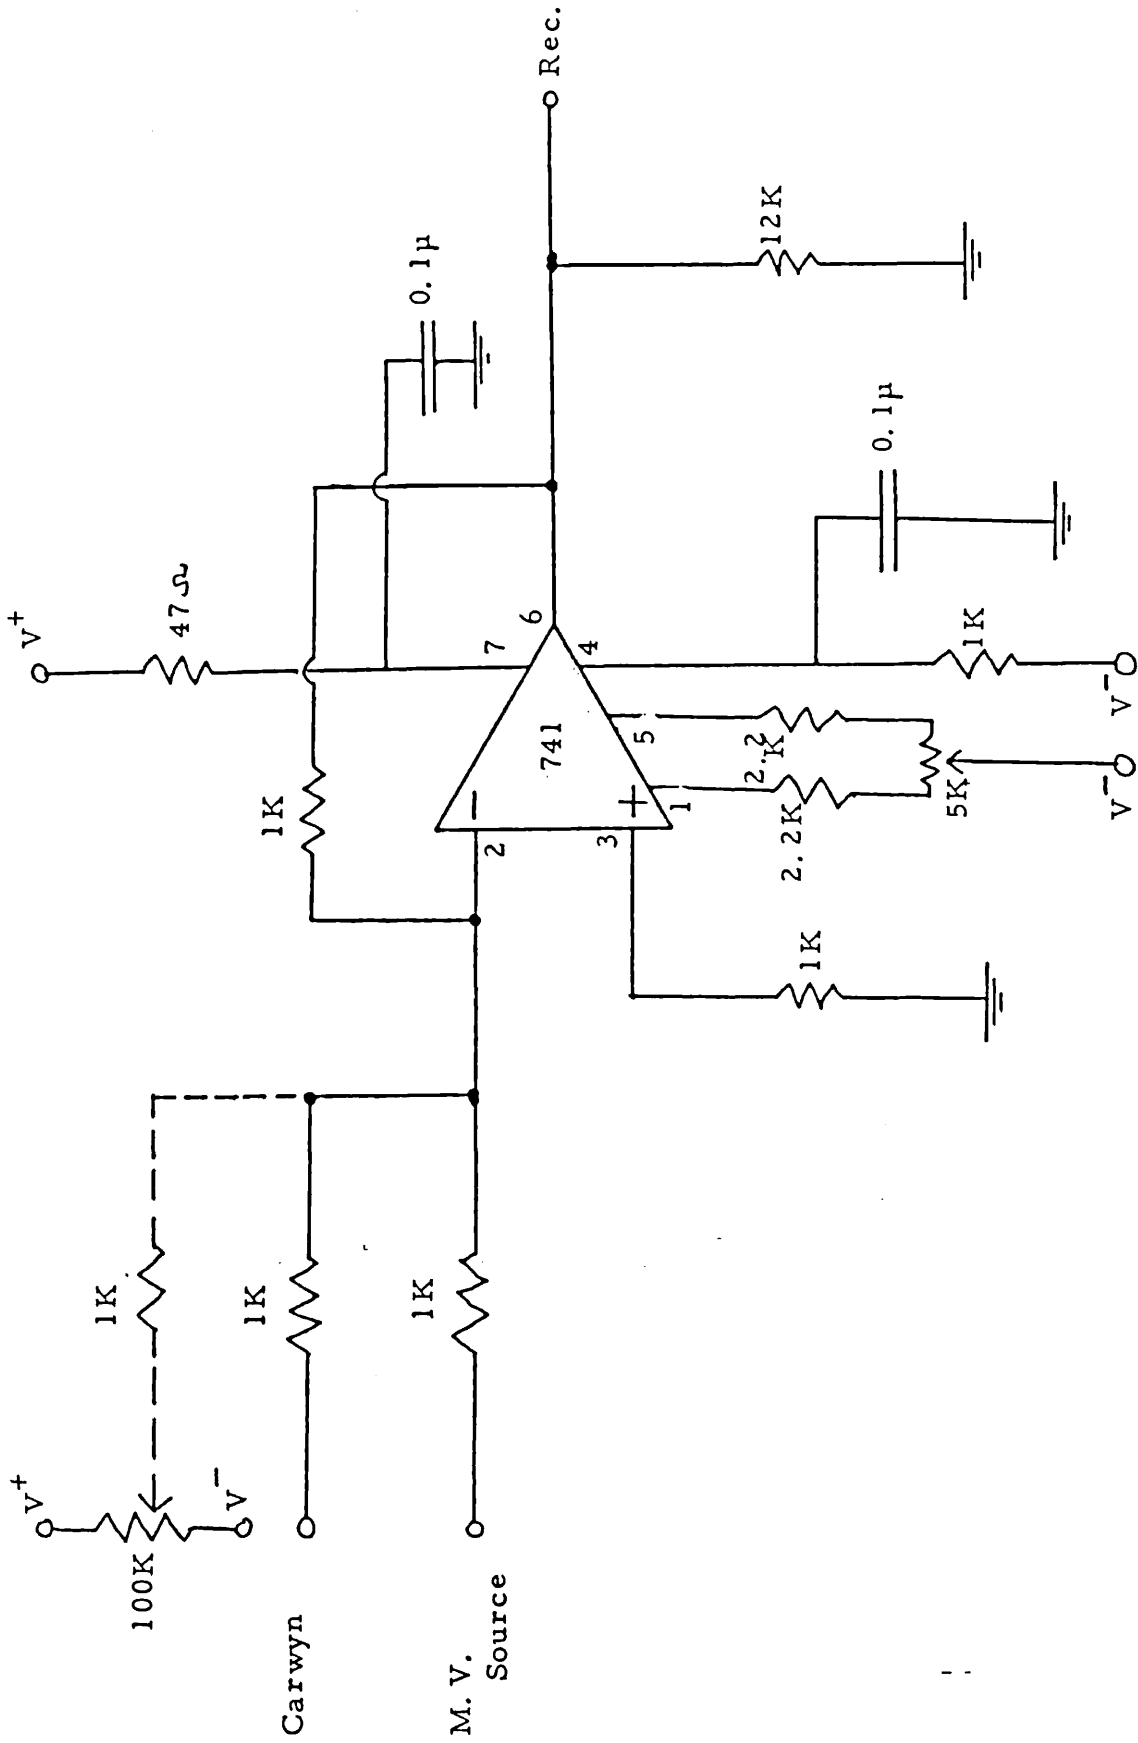 V+
100K
V-
1K
Carwyn
1K
M. V.
Source
1K
1K
V+
47Ω
0.1μ
2
−
741
7
6
Rec.
3
+
1
5
4
1K
2.2K
2.2K
5K
V-
1K
V-
0.1μ
12K